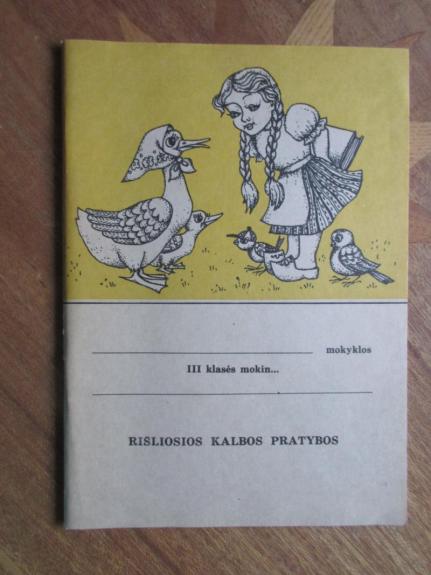 mokyklos
III klasės mokin...
RIŠLIOSIOS KALBOS PRATYBOS